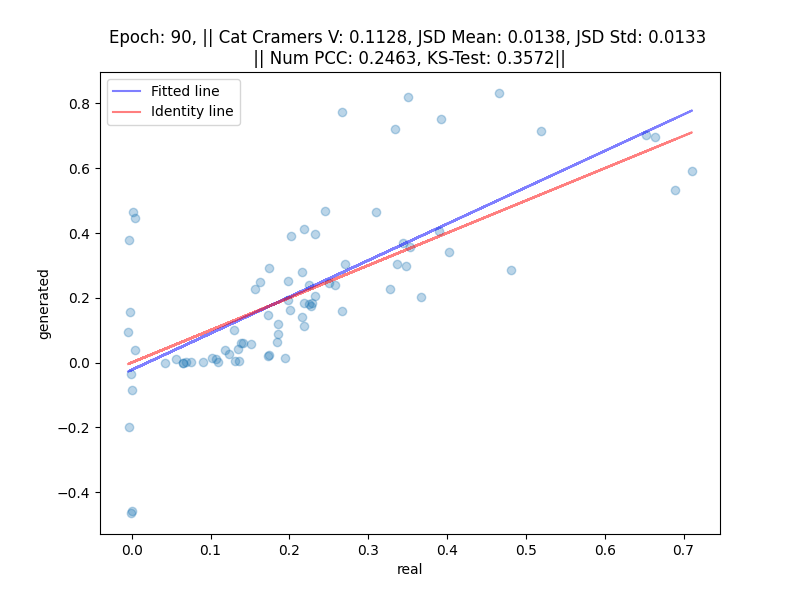 Epoch: 90, || Cat Cramers V: 0.1128, JSD Mean: 0.0138, JSD Std: 0.0133
|| Num PCC: 0.2463, KS-Test: 0.3572||
Fitted line
Identity line
0.8
0.6
0.4
0.2
0.0
−0.2
−0.4
generated
0.0 0.1 0.2 0.3 0.4 0.5 0.6 0.7
real